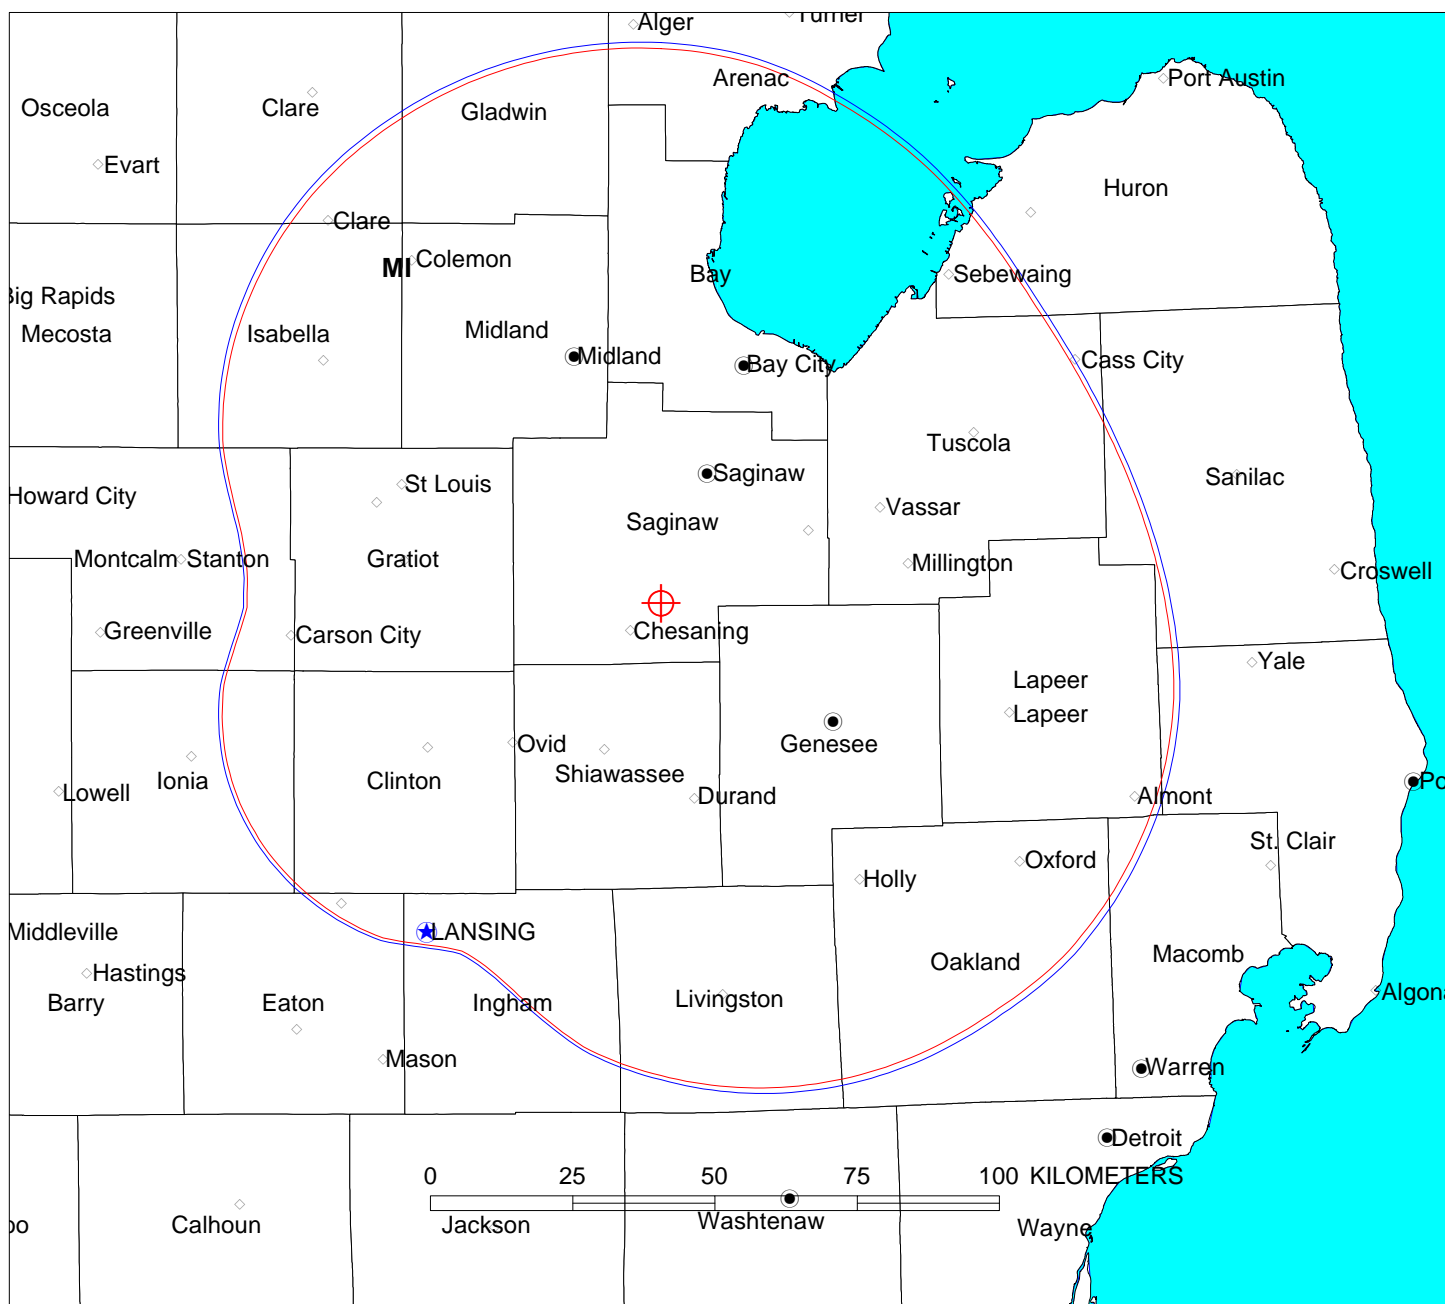 Alger
Turner
Arenac
Port Austin
Osceola
Clare
Gladwin
Evart
Huron
Clare
MI
Colemon
Bay
Sebewaing
Big Rapids
Mecosta
Isabella
Midland
Midland
Bay City
Cass City
Tuscola
Howard City
St Louis
Saginaw
Sanilac
Saginaw
Vassar
Montcalm
Stanton
Gratiot
Millington
Croswell
Greenville
Carson City
Chesaning
Yale
Lapeer
Lapeer
Ovid
Genesee
Ionia
Clinton
Shiawassee
Lowell
Durand
Almont
Po
St. Clair
Oxford
Holly
Middleville
LANSING
Hastings
Oakland
Macomb
Barry
Eaton
Ingham
Livingston
Algona
Mason
Warren
Detroit
0 25 50 75 100 KILOMETERS
oo
Calhoun
Jackson
Washtenaw
Wayne